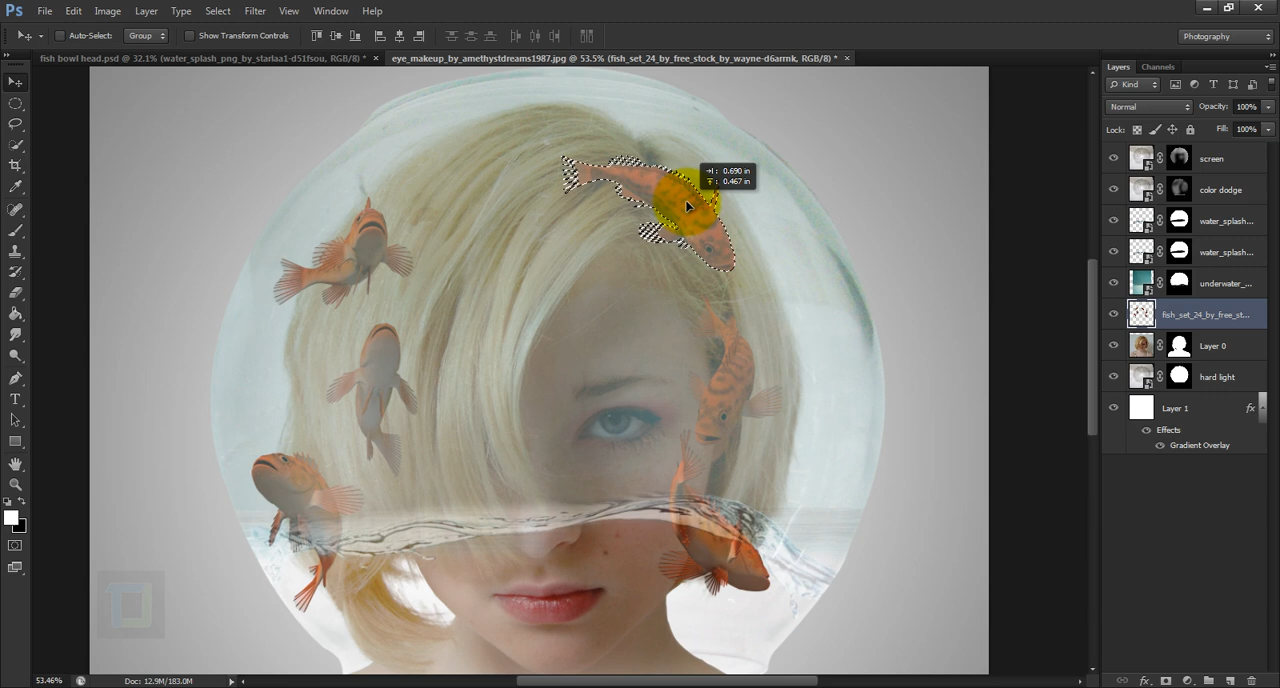 Ps File Edit Image Layer Type Select Filter View Window Help
Auto-Select: Group Show Transform Controls Photography
fish bowl head.psd @ 32.1% (water_splash_png_by_starlaa1-d51fsou, RGB/8) * × eye_makeup_by_amethystdreams1987.jpg @ 53.5% (fish_set_24_by_free_stock_by_wayne-d6arrnk, RGB/8) * ×
Layers Channels
Kind
Normal Opacity: 100%
Lock: Fill: 100%
screen
: 0.690 in
: 0.467 in
color dodge
water_splash...
water_splash...
underwater_...
fish_set_24_by_free_st...
Layer 0
hard light
Layer 1 fx
Effects
Gradient Overlay
53.46% Doc: 12.9M/183.0M